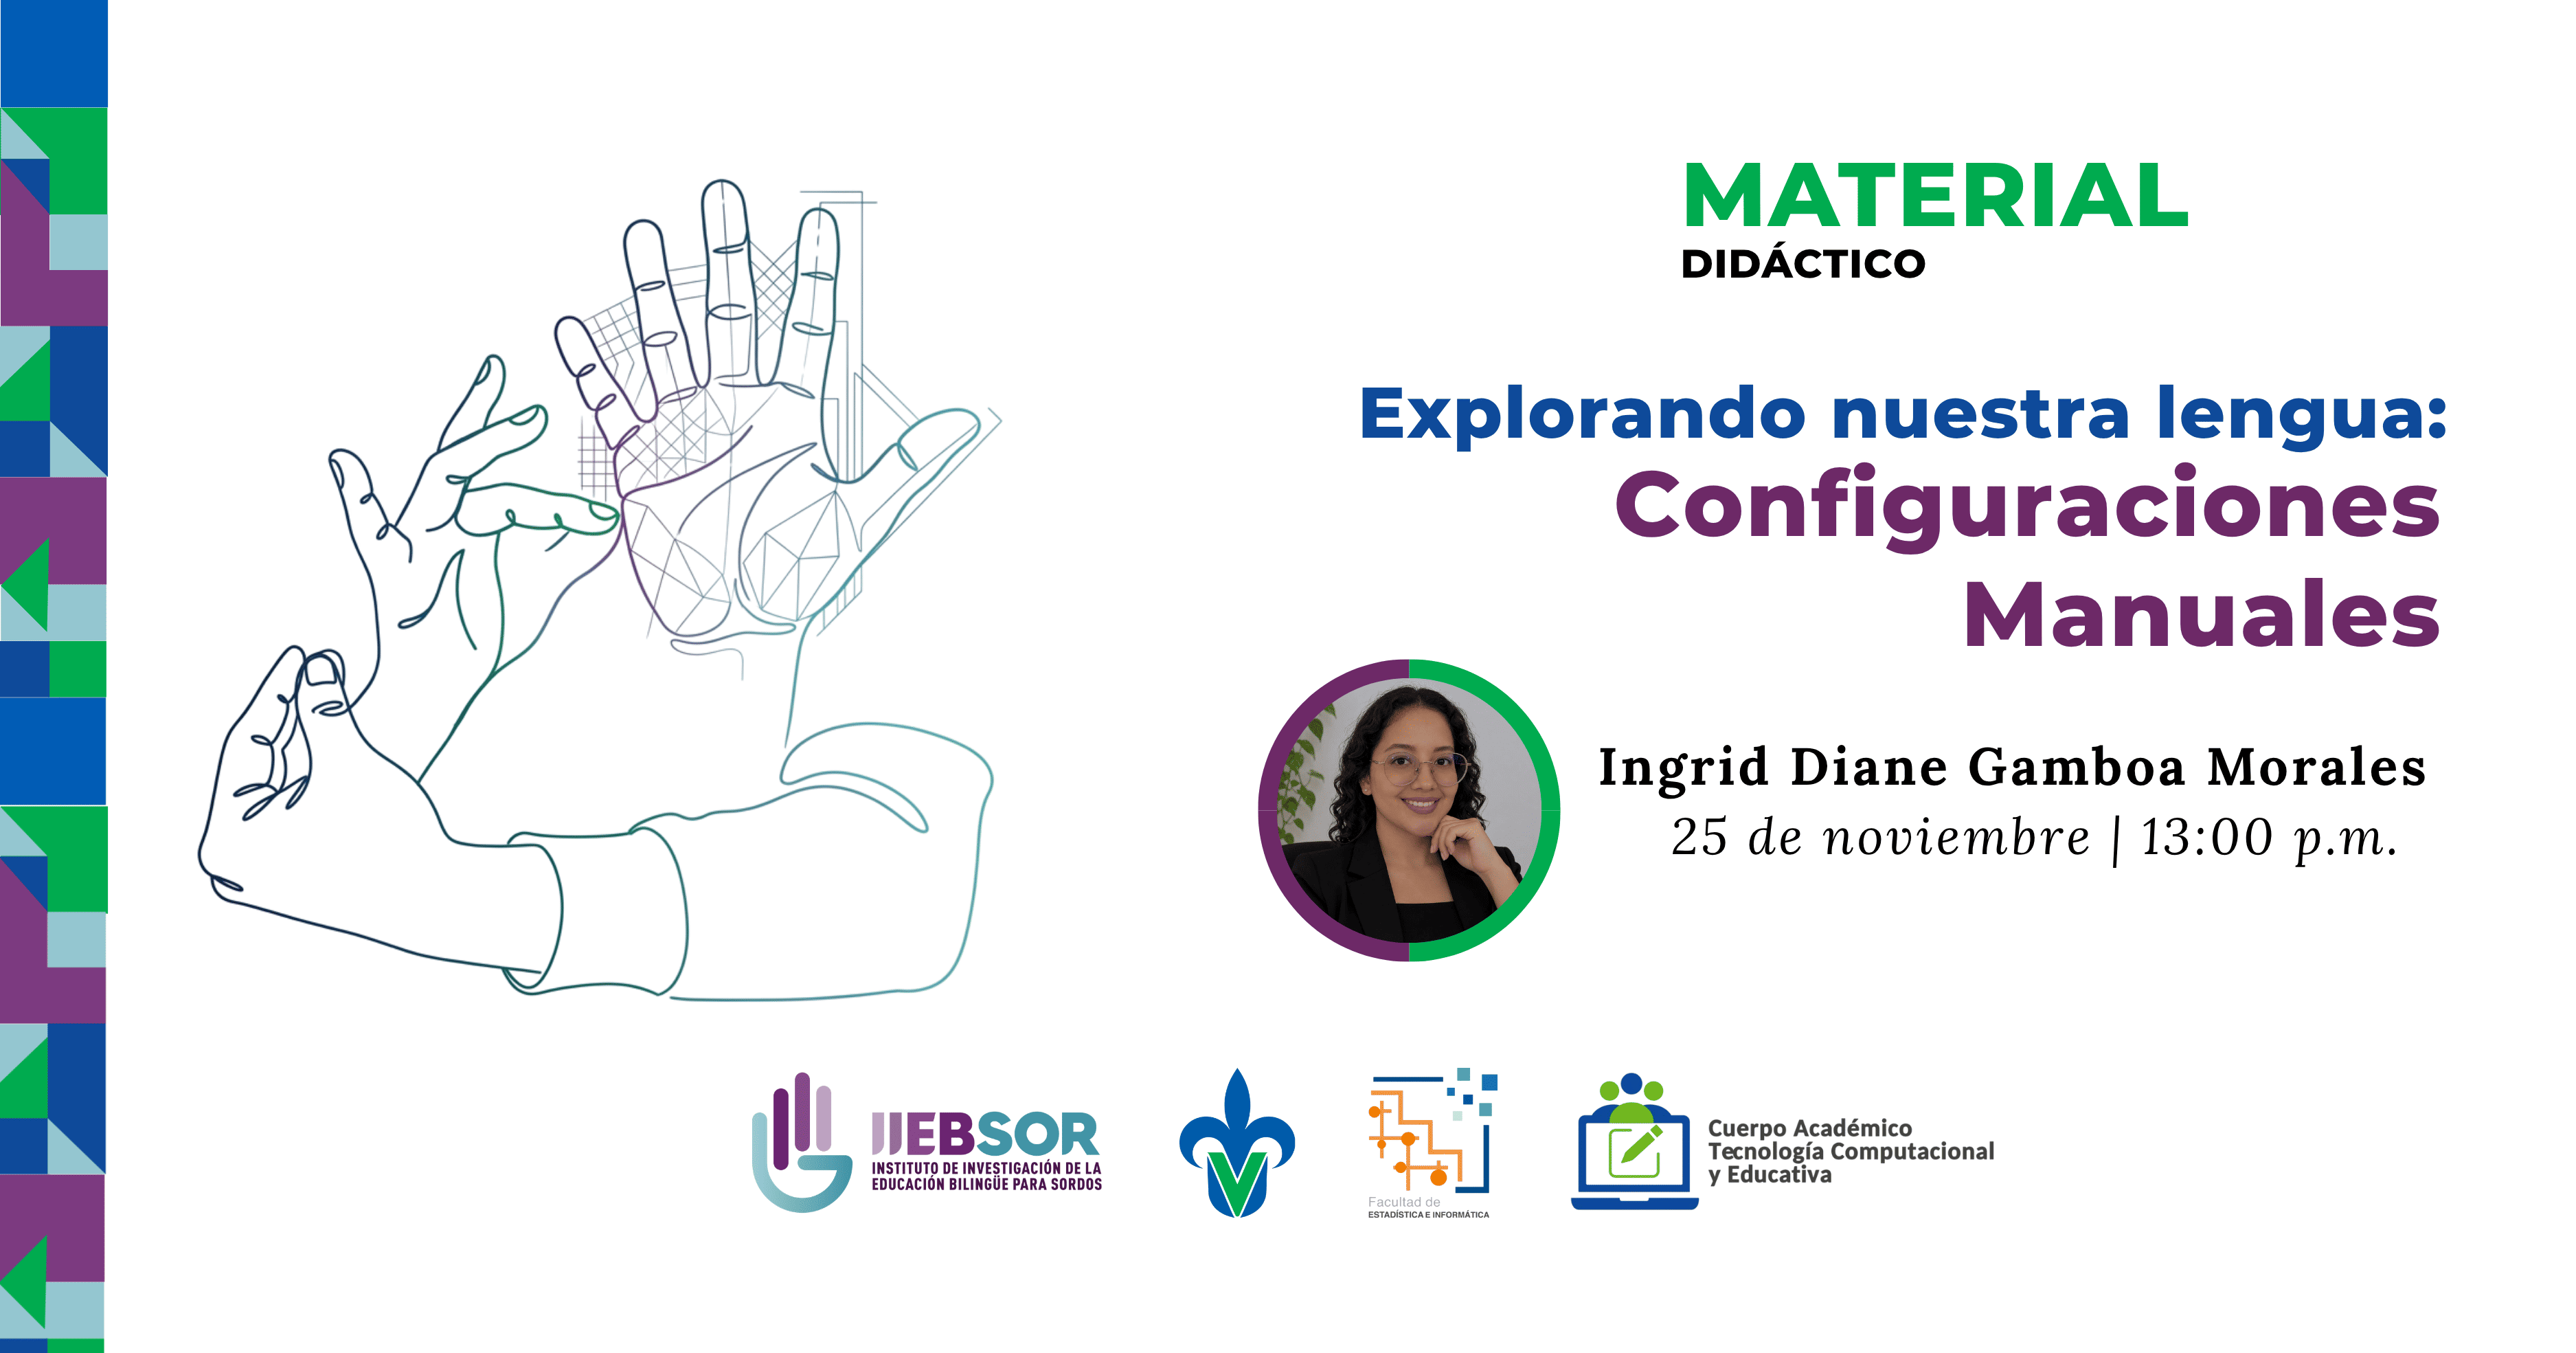 MATERIAL
DIDÁCTICO
Explorando nuestra lengua:
Configuraciones
Manuales
Ingrid Diane Gamboa Morales
25 de noviembre | 13:00 p.m.
IIEBSOR
INSTITUTO DE INVESTIGACIÓN DE LA
EDUCACIÓN BILINGÜE PARA SORDOS
Facultad de
ESTADÍSTICA E INFORMÁTICA
Cuerpo Académico
Tecnología Computacional
y Educativa